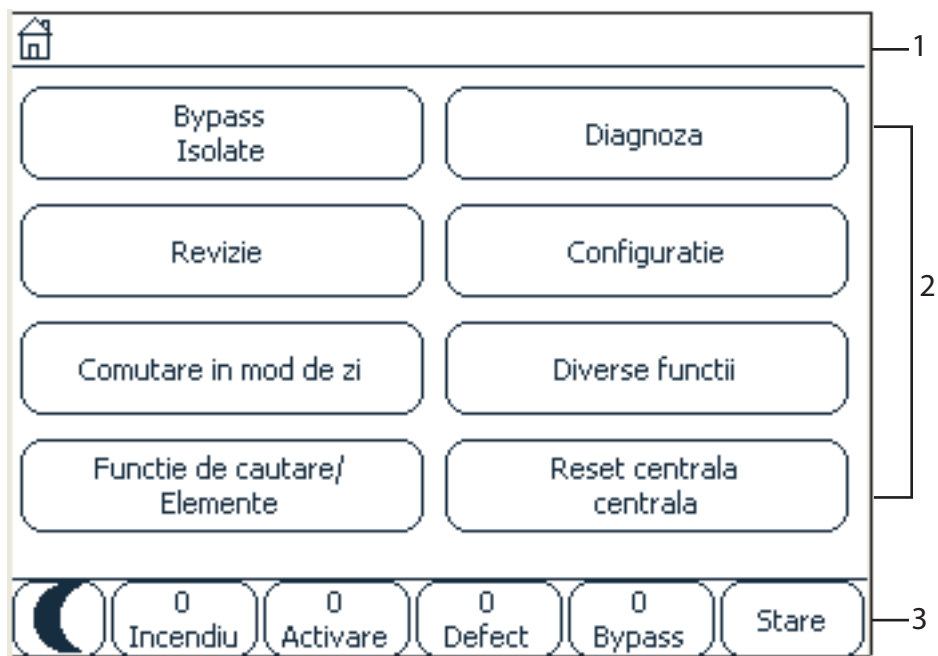 1
Bypass
Isolate
Diagnoza
Revizie
Configuratie
2
Comutare in mod de zi
Diverse functii
Functie de cautare/
Elemente
Reset centrala
centrala
0
Incendiu
0
Activare
0
Defect
0
Bypass
Stare
3